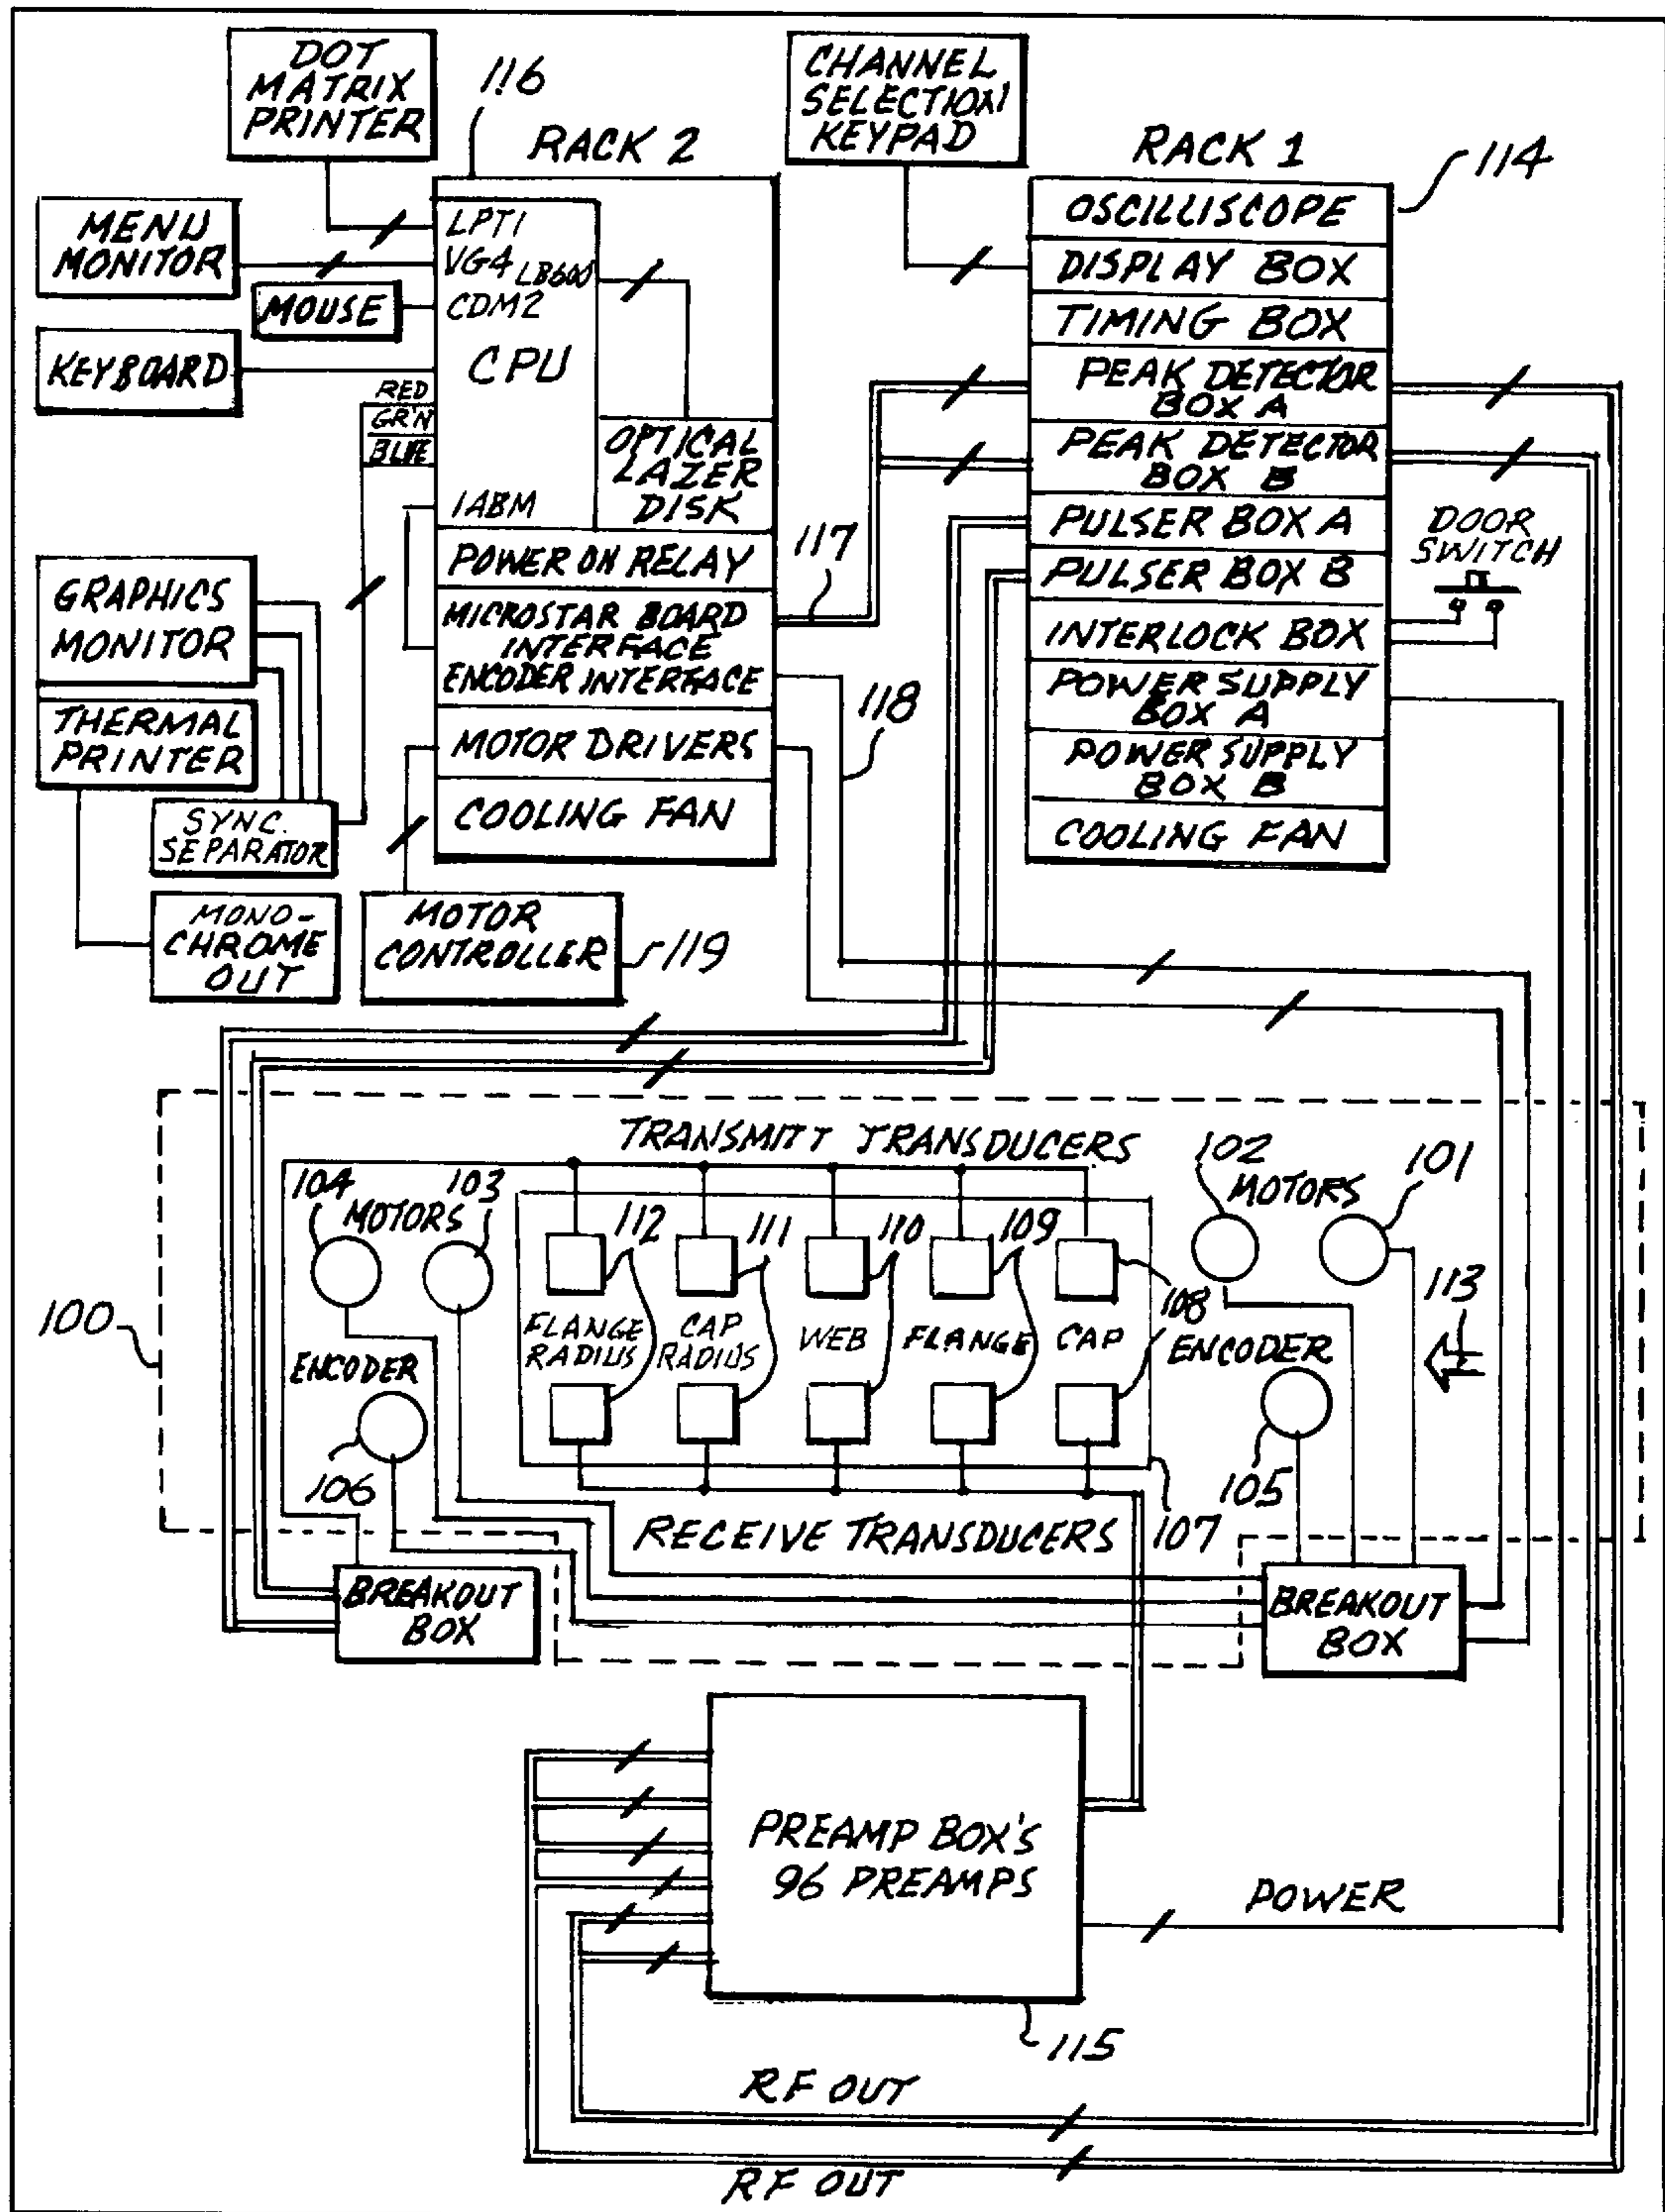 DOT
MATRIX
PRINTER
116
RACK 2
CHANNEL
SELECTION
KEYPAD
RACK 1
114
MENU
MONITOR
MOUSE
KEYBOARD
LPT1
VG4
LB600
CDM2
CPU
RED
GR'N
BLUE
IABM
OPTICAL
LAZER
DISK
POWER ON RELAY
MICROSTAR BOARD
INTERFACE
ENCODER INTERFACE
MOTOR DRIVERS
COOLING FAN
117
118
OSCILLISCOPE
DISPLAY BOX
TIMING BOX
PEAK DETECTOR
BOX A
PEAK DETECTOR
BOX B
PULSER BOX A
PULSER BOX B
INTERLOCK BOX
POWER SUPPLY
BOX A
POWER SUPPLY
BOX B
COOLING FAN
DOOR
SWITCH
GRAPHICS
MONITOR
THERMAL
PRINTER
SYNC.
SEPARATOR
MONO-
CHROME
OUT
MOTOR
CONTROLLER
119
TRANSMITT TRANSDUCERS
104
103
MOTORS
112
111
110
109
102
101
MOTORS
108
113
100
FLANGE
RADIUS
CAP
RADIUS
WEB
FLANGE
CAP
ENCODER
ENCODER
106
105
107
RECEIVE TRANSDUCERS
BREAKOUT
BOX
BREAKOUT
BOX
PREAMP BOX'S
96 PREAMPS
POWER
115
RF OUT
RF OUT